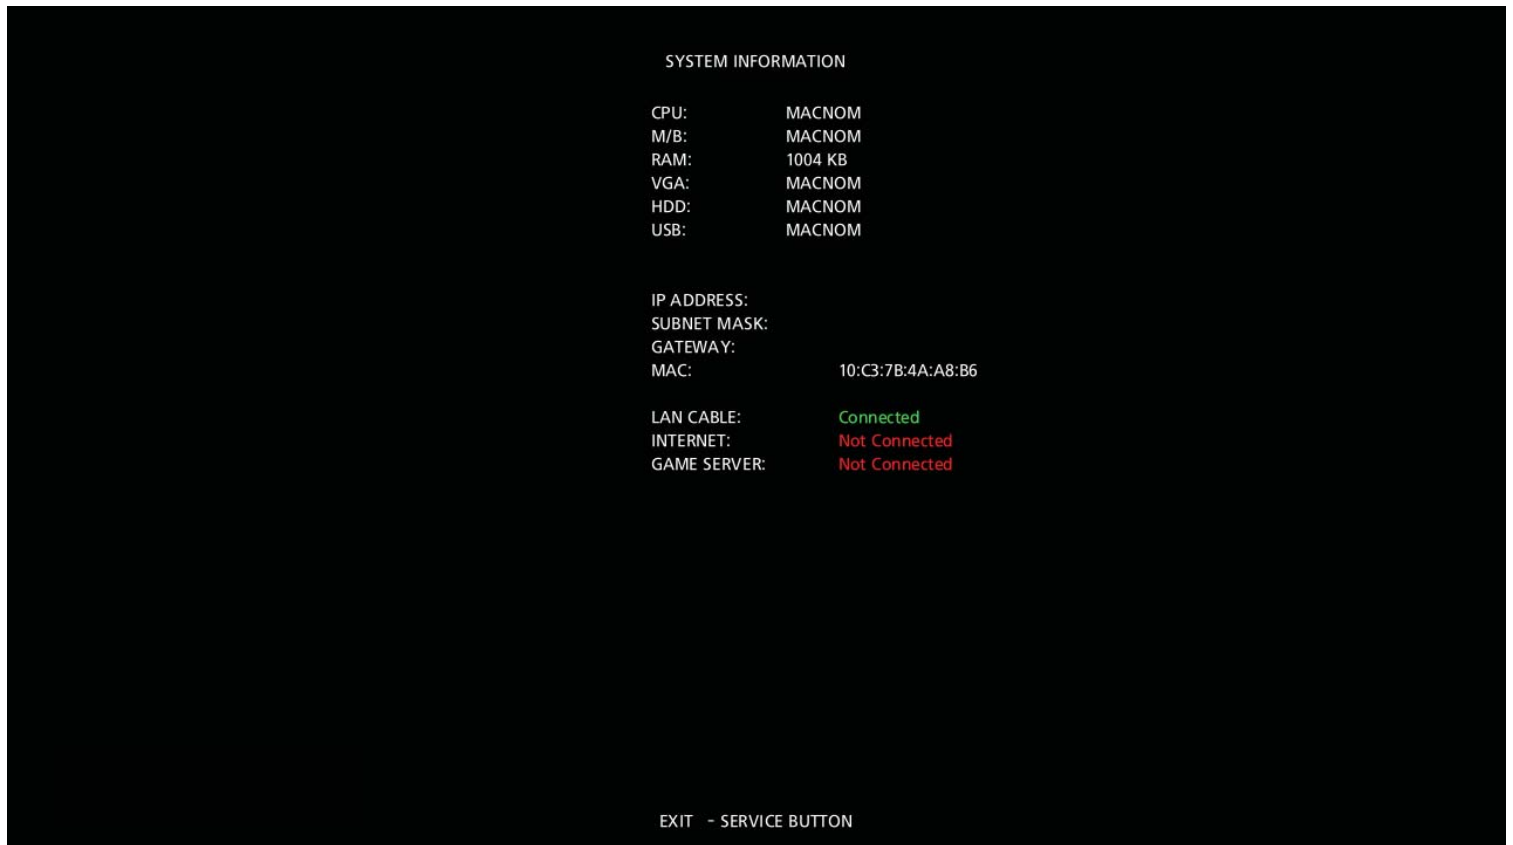 SYSTEM INFORMATION
CPU: MACNOM
M/B: MACNOM
RAM: 1004 KB
VGA: MACNOM
HDD: MACNOM
USB: MACNOM
IP ADDRESS:
SUBNET MASK:
GATEWAY:
MAC: 10:C3:7B:4A:A8:B6
LAN CABLE: Connected
INTERNET: Not Connected
GAME SERVER: Not Connected
EXIT - SERVICE BUTTON